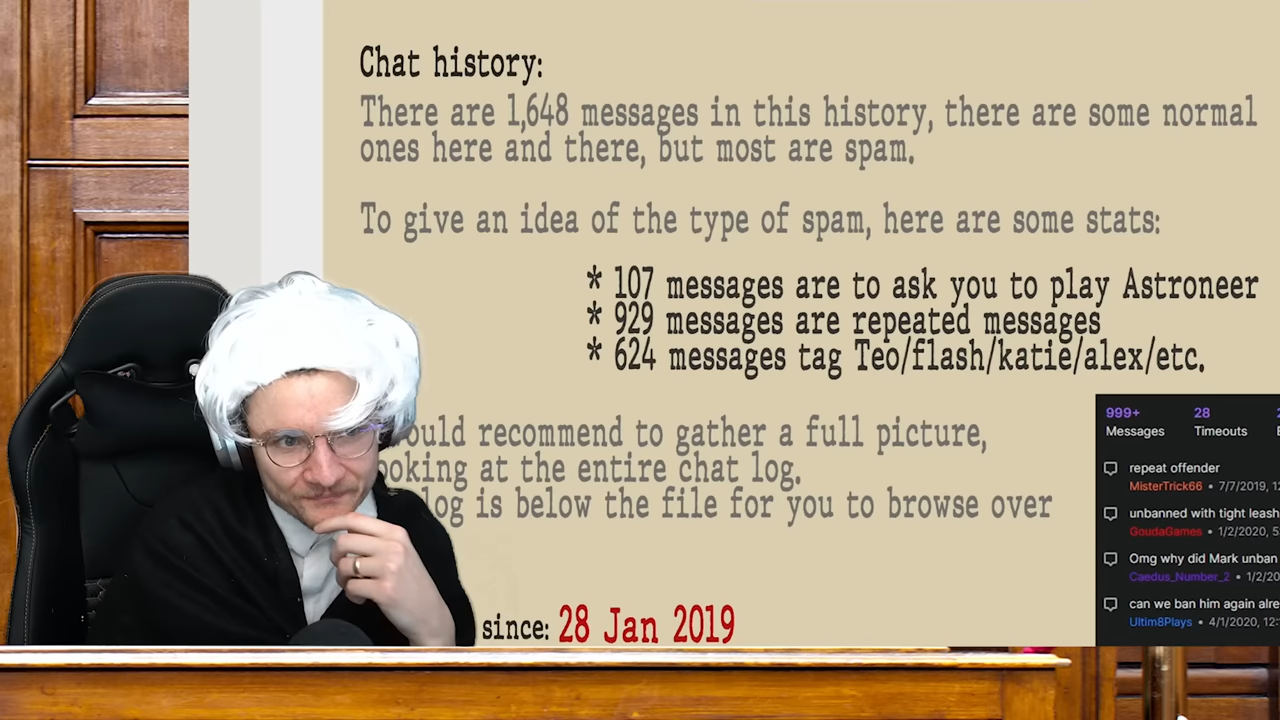 Chat history:
There are 1,648 messages in this history, there are some normal
ones here and there, but most are spam.
To give an idea of the type of spam, here are some stats:
* 107 messages are to ask you to play Astroneer
* 929 messages are repeated messages
* 624 messages tag Teo/flash/katie/alex/etc.
recommend to gather a full picture,
at the entire chat log.
log is below the file for you to browse over
since: 28 Jan 2019
999+ 28
Messages Timeouts
repeat offender
MisterTrick66 • 7/7/2019,
unbanned with tight leash
GoudaGames • 1/2/2020,
Omg why did Mark unban
Caedus_Number_2 •
can we ban him again
Ultim8Plays • 4/1/2020,